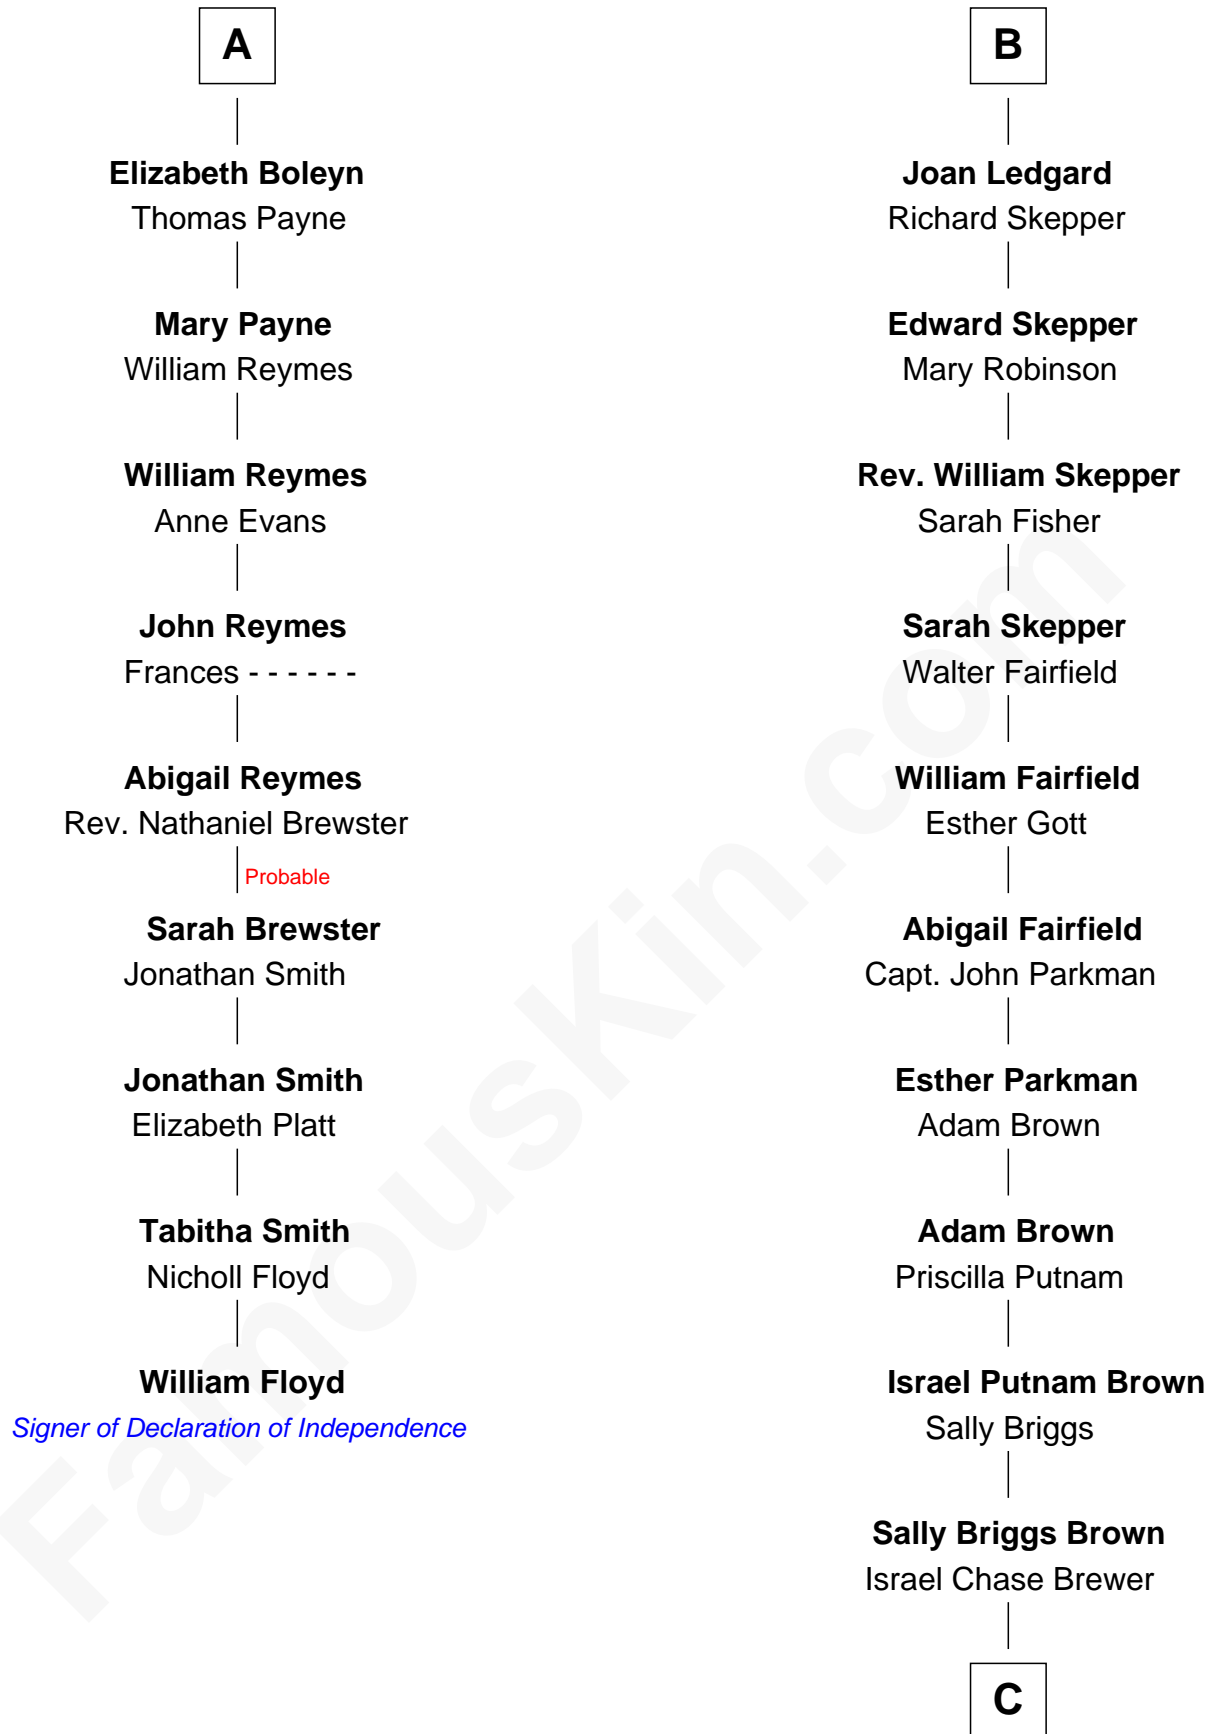 A
Elizabeth Boleyn
Thomas Payne
Mary Payne
William Reymes
William Reymes
Anne Evans
John Reymes
Frances - - - - - -
Abigail Reymes
Rev. Nathaniel Brewster
Probable
Sarah Brewster
Jonathan Smith
Jonathan Smith
Elizabeth Platt
Tabitha Smith
Nicholl Floyd
William Floyd
Signer of Declaration of Independence
B
Joan Ledgard
Richard Skepper
Edward Skepper
Mary Robinson
Rev. William Skepper
Sarah Fisher
Sarah Skepper
Walter Fairfield
William Fairfield
Esther Gott
Abigail Fairfield
Capt. John Parkman
Esther Parkman
Adam Brown
Adam Brown
Priscilla Putnam
Israel Putnam Brown
Sally Briggs
Sally Briggs Brown
Israel Chase Brewer
C
FamousKin.com